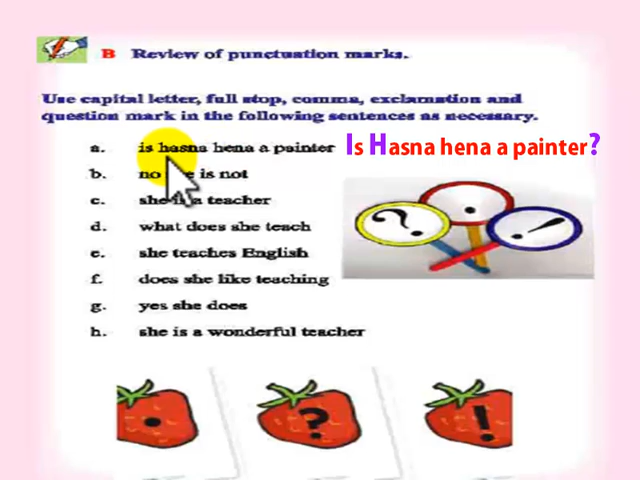 B Review of punctuation marks.
Use capital letter, full stop, comma, exclamation and
question mark in the following sentences as necessary.
a. is hasna hena a painter Is Hasna hena a painter?
b. no she is not
c. she is a teacher
d. what does she teach
e. she teaches English
f. does she like teaching
g. yes she does
h. she is a wonderful teacher
? . !
. ? !